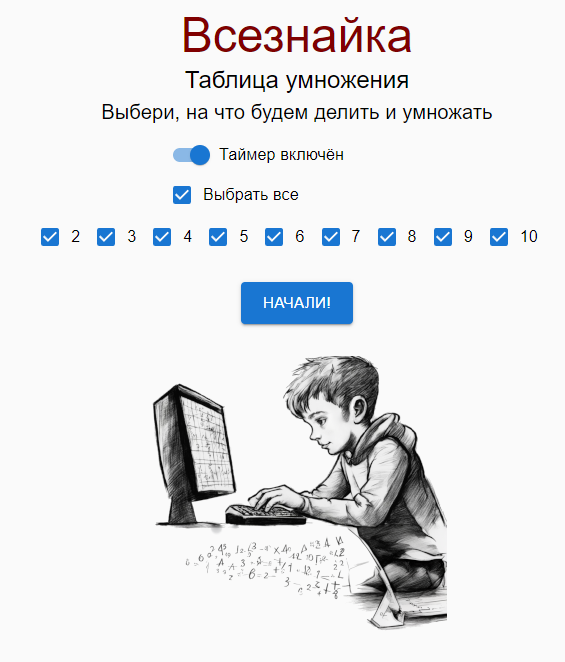 Всезнайка
Таблица умножения
Выбери, на что будем делить и умножать
Таймер включён
Выбрать все
2 3 4 5 6 7 8 9 10
НАЧАЛИ!